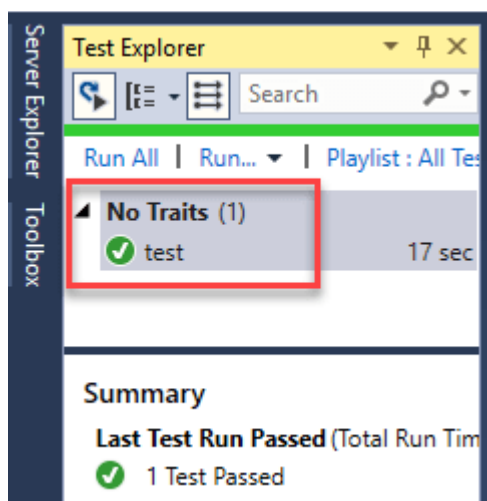 Server Explorer
Toolbox
Test Explorer
Search
Run All | Run... | Playlist : All Tes
No Traits (1)
test 17 sec
Summary
Last Test Run Passed (Total Run Tim
1 Test Passed